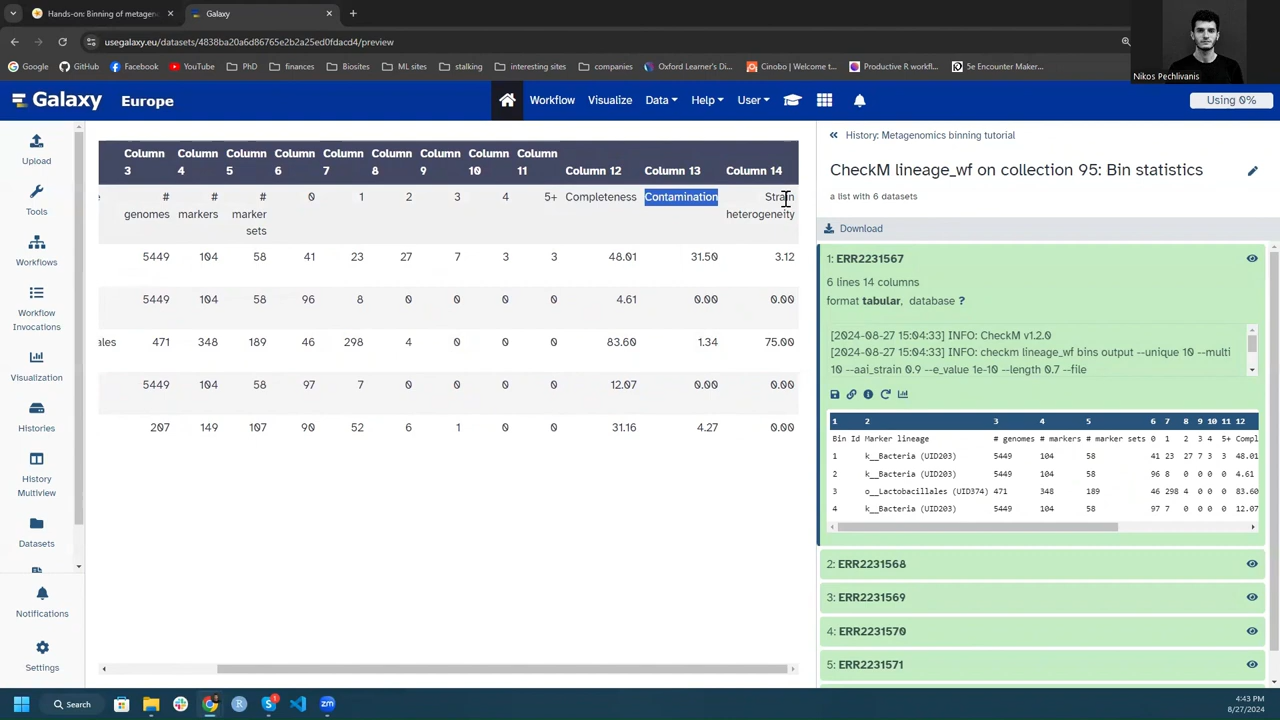 Hands-on: Binning of metagen
Galaxy
usegalaxy.eu/datasets/4838ba20a6d86765e2b2a25ed0fdacd4/preview
Google
GitHub
Facebook
YouTube
PhD
finances
Biosites
ML sites
stalking
interesting sites
companies
Oxford Learner's Di...
Cinobo | Welcome t...
Productive R workfl...
5e Encounter Maker...
Nikos Pechlivanis
Galaxy
Europe
Workflow
Visualize
Data
Help
User
Using 0%
Upload
Tools
Workflows
Workflow
Invocations
Visualization
Histories
History
Multiview
Datasets
Notifications
Settings
Column 3 Column 4 Column 5 Column 6 Column 7 Column 8 Column 9 Column 10 Column 11 Column 12 Column 13 Column 14
e # genomes # markers # marker sets 0 1 2 3 4 5+ Completeness Contamination Strain heterogeneity
5449 104 58 41 23 27 7 3 3 48.01 31.50 3.12
5449 104 58 96 8 0 0 0 0 4.61 0.00 0.00
ales 471 348 189 46 298 4 0 0 0 83.60 1.34 75.00
5449 104 58 97 7 0 0 0 0 12.07 0.00 0.00
207 149 107 90 52 6 1 0 0 31.16 4.27 0.00
History: Metagenomics binning tutorial
CheckM lineage_wf on collection 95: Bin statistics
a list with 6 datasets
Download
1: ERR2231567
6 lines 14 columns
format tabular, database ?
[2024-08-27 15:04:33] INFO: CheckM v1.2.0
[2024-08-27 15:04:33] INFO: checkm lineage_wf bins output --unique 10 --multi
10 --aai_strain 0.9 --e_value 1e-10 --length 0.7 --file
1 2 3 4 5 6 7 8 9 10 11 12
Bin Id Marker lineage # genomes # markers # marker sets 0 1 2 3 4 5+ Compl
1 k__Bacteria (UID203) 5449 104 58 41 23 27 7 3 3 48.01
2 k__Bacteria (UID203) 5449 104 58 96 8 0 0 0 0 4.61
3 o__Lactobacillales (UID374) 471 348 189 46 298 4 0 0 0 83.60
4 k__Bacteria (UID203) 5449 104 58 97 7 0 0 0 0 12.07
2: ERR2231568
3: ERR2231569
4: ERR2231570
5: ERR2231571
Search
4:43 PM
8/27/2024